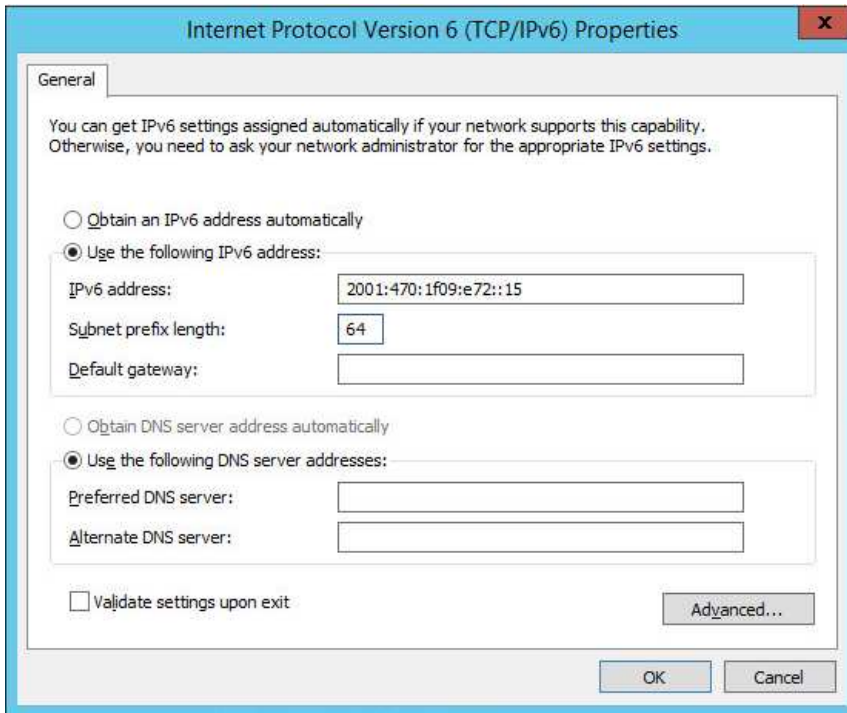 Internet Protocol Version 6 (TCP/IPv6) Properties
x
General
You can get IPv6 settings assigned automatically if your network supports this capability.
Otherwise, you need to ask your network administrator for the appropriate IPv6 settings.
Obtain an IPv6 address automatically
Use the following IPv6 address:
IPv6 address: 2001:470:1f09:e72::15
Subnet prefix length: 64
Default gateway:
Obtain DNS server address automatically
Use the following DNS server addresses:
Preferred DNS server:
Alternate DNS server:
Validate settings upon exit
Advanced...
OK Cancel